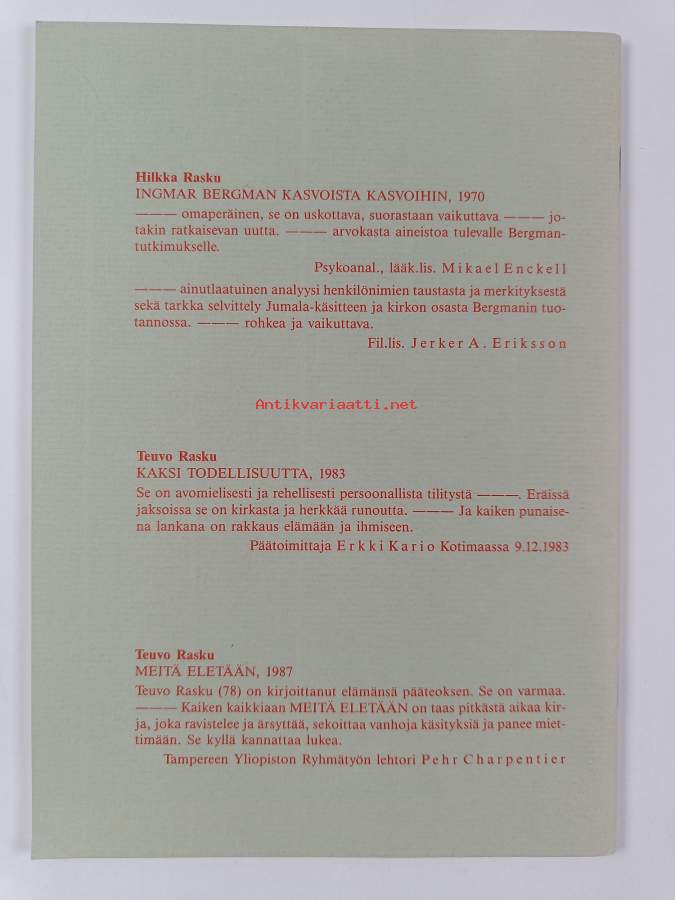 Hilkka Rasku
INGMAR BERGMAN KASVOISTA KASVOIHIN, 1970
——— omaperäinen, se on uskottava, suorastaan vaikuttava ——— jo-
takin ratkaisevan uutta. ——— arvokasta aineistoa tulevalle Bergman-
tutkimukselle.
Psykoanal., lääk.lis. Mikael Enckell
——— ainutlaatuinen analyysi henkilönimien taustasta ja merkityksestä
sekä tarkka selvittely Jumala-käsitteen ja kirkon osasta Bergmanin tuo-
tannossa. ——— rohkea ja vaikuttava.
Fil.lis. Jerker A. Eriksson
Antikvariaatti.net
Teuvo Rasku
KAKSI TODELLISUUTTA, 1983
Se on avomielisesti ja rehellisesti persoonallista tilitystä ———. Eräissä
jaksoissa se on kirkasta ja herkkää runoutta. ——— Ja kaiken punaise-
na lankana on rakkaus elämään ja ihmiseen.
Päätoimittaja Erkki Kario Kotimaassa 9.12.1983
Teuvo Rasku
MEITÄ ELETÄÄN, 1987
Teuvo Rasku (78) on kirjoittanut elämänsä pääteoksen. Se on varmaa.
——— Kaiken kaikkiaan MEITÄ ELETÄÄN on taas pitkästä aikaa kir-
ja, joka ravistelee ja ärsyttää, sekoittaa vanhoja käsityksiä ja panee miet-
timään. Se kyllä kannattaa lukea.
Tampereen Yliopiston Ryhmätyön lehtori Pehr Charpentier